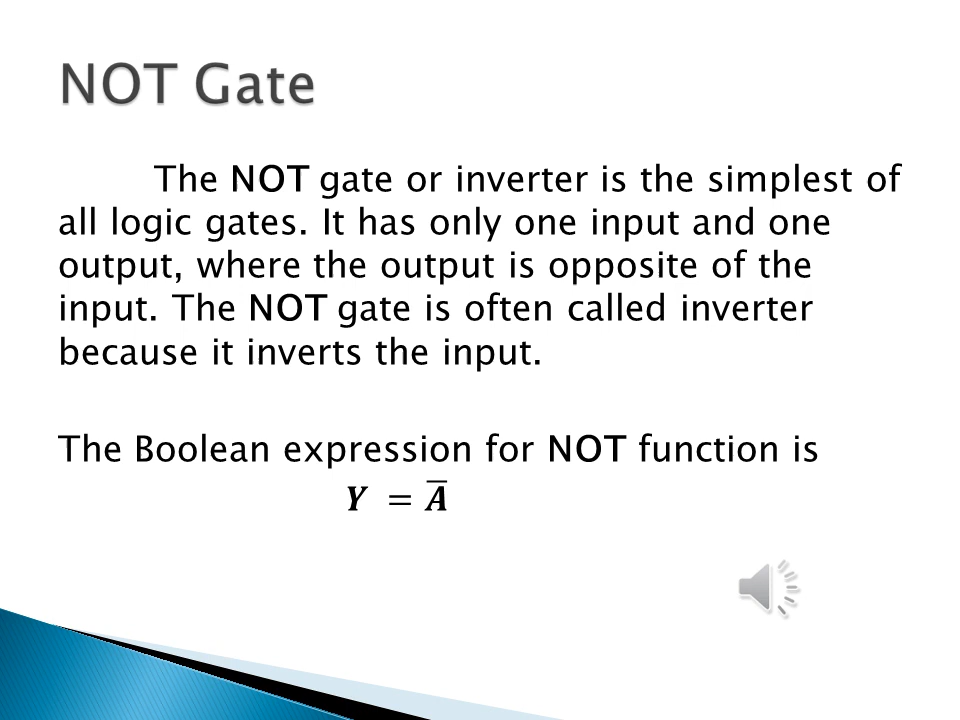 NOT Gate
The NOT gate or inverter is the simplest of
all logic gates. It has only one input and one
output, where the output is opposite of the
input. The NOT gate is often called inverter
because it inverts the input.
The Boolean expression for NOT function is
Y = A̅